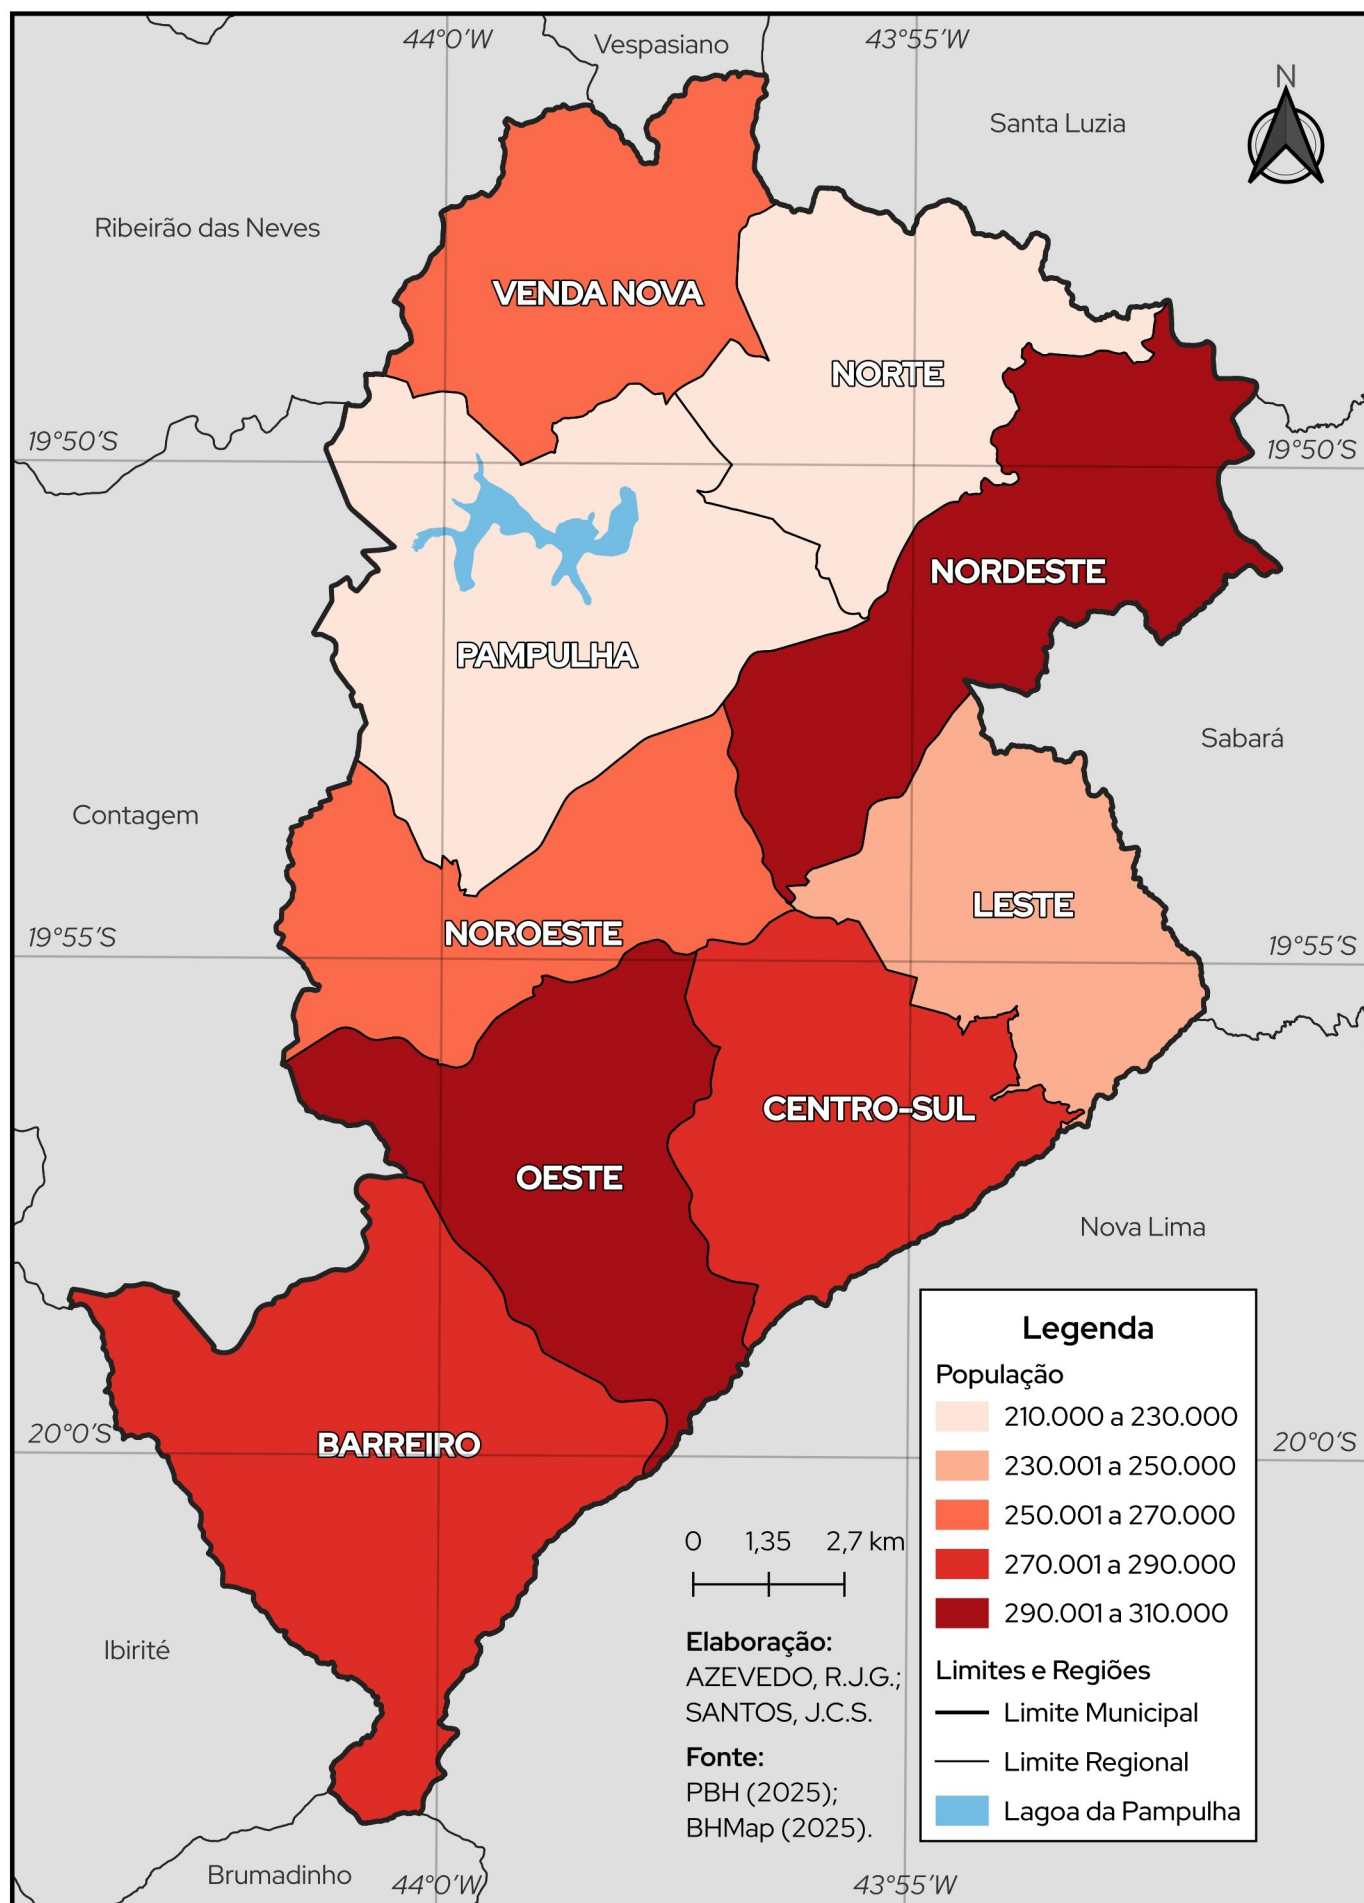 44°0'W
Vespasiano
43°55'W
N
Santa Luzia
Ribeirão das Neves
VENDA NOVA
NORTE
19°50'S
19°50'S
NORDESTE
PAMPULHA
Sabará
Contagem
LESTE
NOROESTE
19°55'S
19°55'S
CENTRO-SUL
OESTE
Nova Lima
BARREIRO
20°0'S
20°0'S
Legenda
População
210.000 a 230.000
230.001 a 250.000
250.001 a 270.000
270.001 a 290.000
290.001 a 310.000
Limites e Regiões
Limite Municipal
Limite Regional
Lagoa da Pampulha
0 1,35 2,7 km
Elaboração:
AZEVEDO, R.J.G.;
SANTOS, J.C.S.
Fonte:
PBH (2025);
BHMap (2025).
Ibirité
Brumadinho
44°0'W
43°55'W